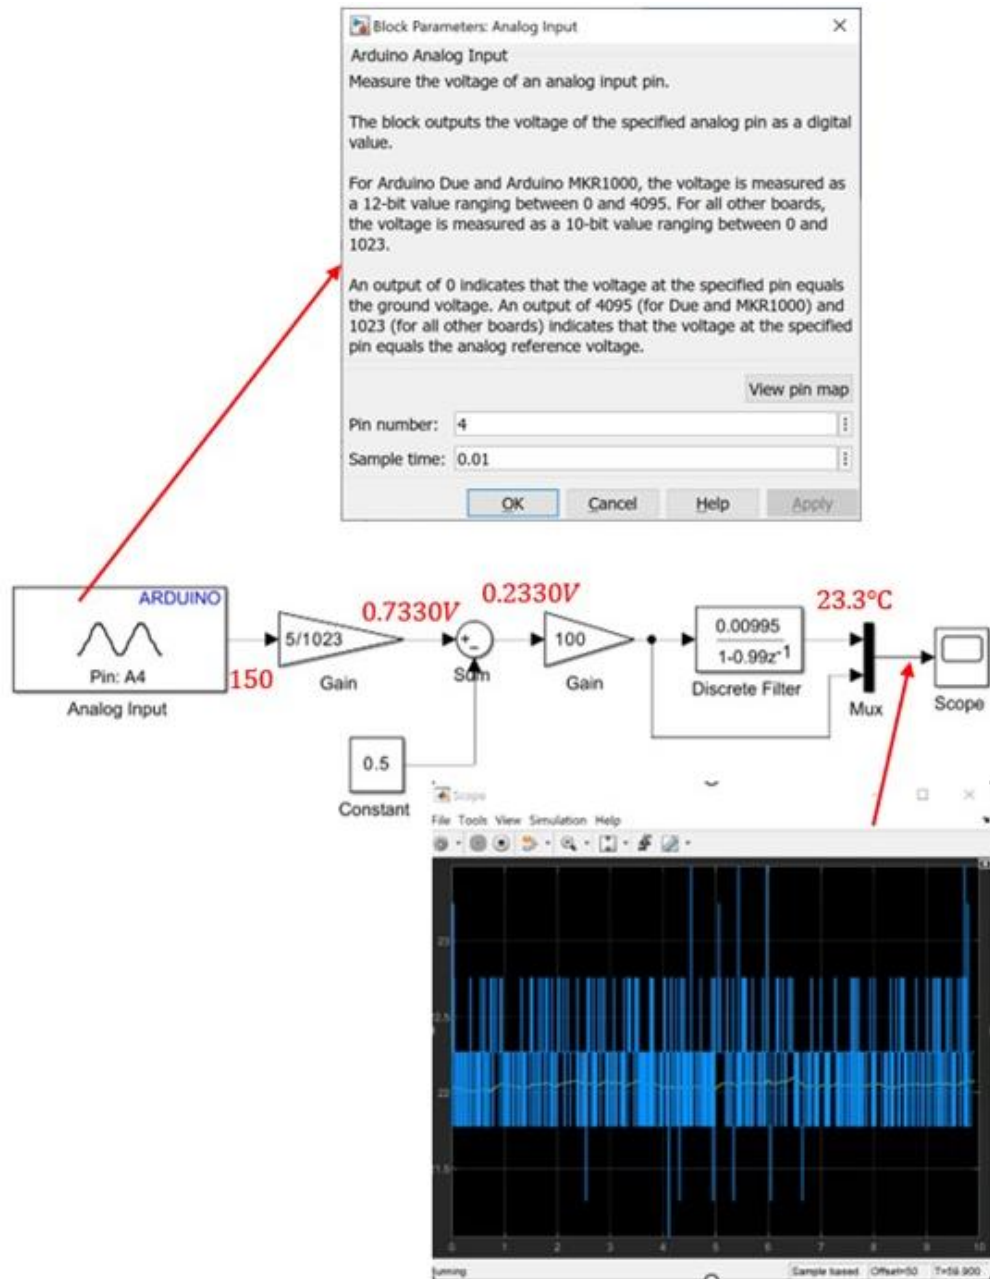 Block Parameters: Analog Input
Arduino Analog Input
Measure the voltage of an analog input pin.
The block outputs the voltage of the specified analog pin as a digital
value.
For Arduino Due and Arduino MKR1000, the voltage is measured as
a 12-bit value ranging between 0 and 4095. For all other boards,
the voltage is measured as a 10-bit value ranging between 0 and
1023.
An output of 0 indicates that the voltage at the specified pin equals
the ground voltage. An output of 4095 (for Due and MKR1000) and
1023 (for all other boards) indicates that the voltage at the specified
pin equals the analog reference voltage.
View pin map
Pin number: 4
Sample time: 0.01
OK Cancel Help Apply
ARDUINO
Pin: A4
Analog Input
150
5/1023
Gain
0.7330V
Sum
0.5
Constant
0.2330V
100
Gain
0.00995
1-0.99z-1
Discrete Filter
23.3°C
Mux
Scope
Scope
File Tools View Simulation Help
23
2.5
22
1.5
0 1 2 3 4 5 6 7 8 9 10
unning
Sample based Offset=50 T=59.900